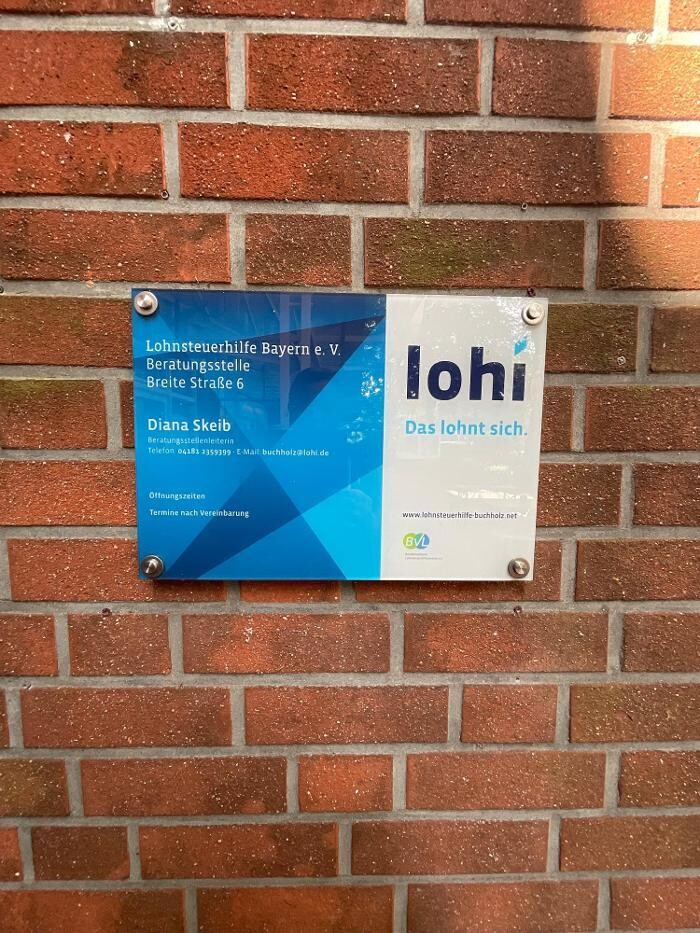 Lohnsteuerhilfe Bayern e. V.
Beratungsstelle
Breite Straße 6
Diana Skeib
Beratungsstellenleiterin
Telefon 04181 2359399 · E-Mail buchholz@lohi.de
Öffnungszeiten
Termine nach Vereinbarung
lohi
Das lohnt sich.
www.lohnsteuerhilfe-buchholz.net
BVL